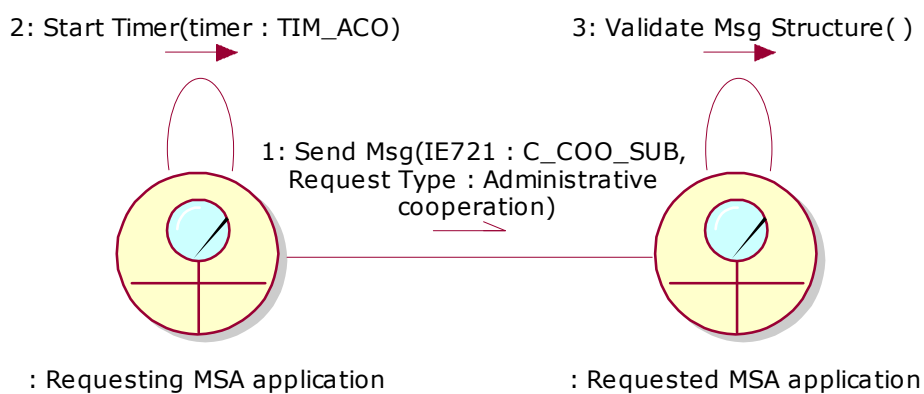 2: Start Timer(timer : TIM_ACO)
3: Validate Msg Structure( )
1: Send Msg(IE721 : C_COO_SUB,
Request Type : Administrative
cooperation)
: Requesting MSA application
: Requested MSA application